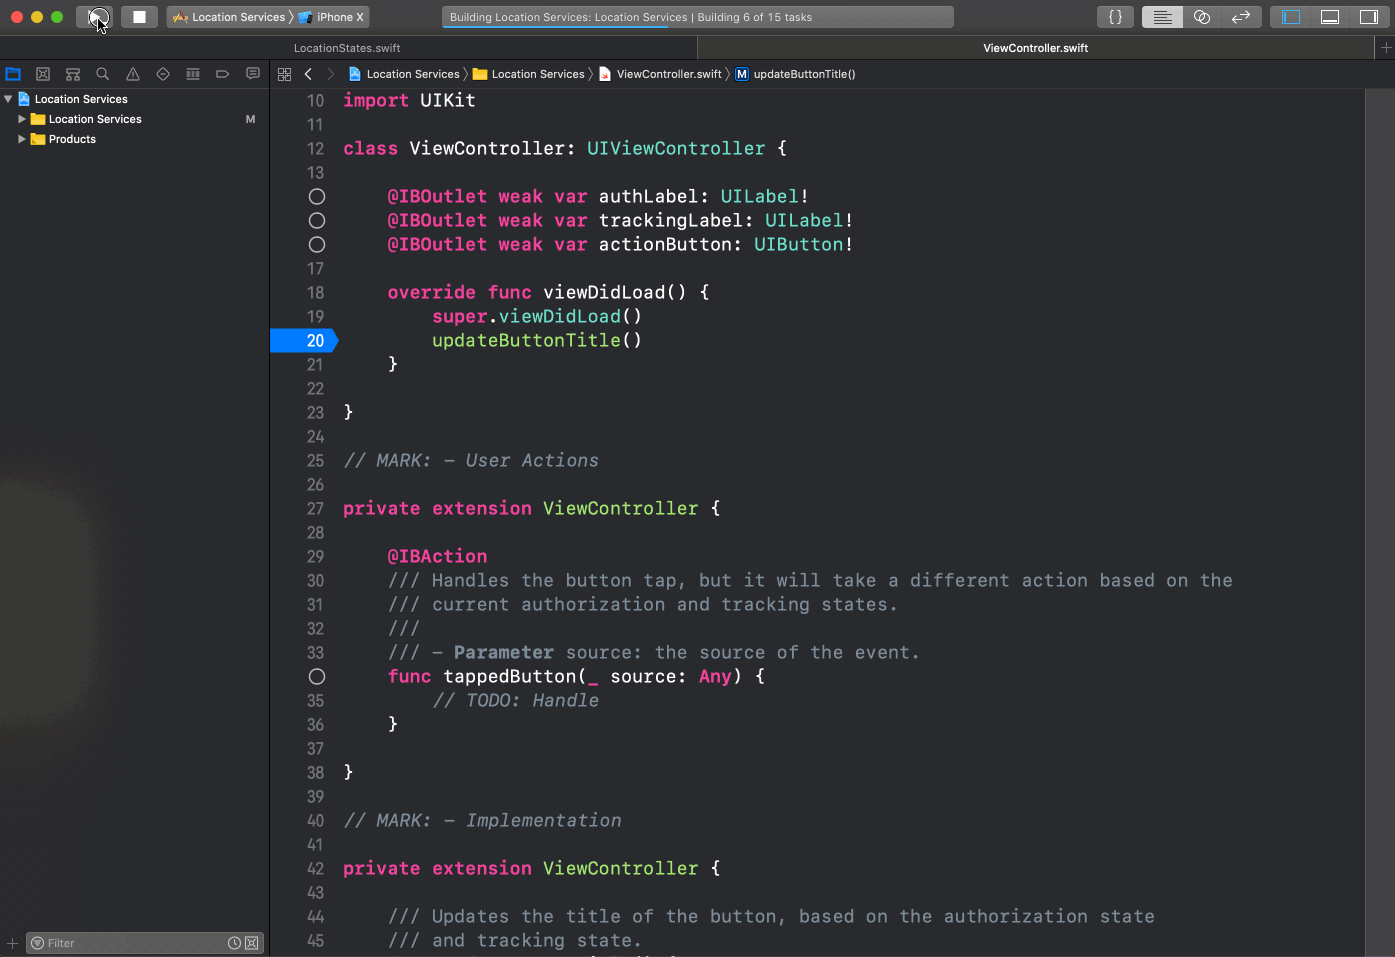 Location Services 〉 iPhone X
Building Location Services: Location Services | Building 6 of 15 tasks
{}
LocationStates.swift
ViewController.swift
Location Services 〉 Location Services 〉 ViewController.swift 〉 M updateButtonTitle()
Location Services
Location Services M
Products
10 import UIKit
11
12 class ViewController: UIViewController {
13
@IBOutlet weak var authLabel: UILabel!
@IBOutlet weak var trackingLabel: UILabel!
@IBOutlet weak var actionButton: UIButton!
17
18 override func viewDidLoad() {
19 super.viewDidLoad()
20 updateButtonTitle()
21 }
22
23 }
24
25 // MARK: - User Actions
26
27 private extension ViewController {
28
29 @IBAction
30 /// Handles the button tap, but it will take a different action based on the
31 /// current authorization and tracking states.
32 ///
33 /// - Parameter source: the source of the event.
func tappedButton(_ source: Any) {
35 // TODO: Handle
36 }
37
38 }
39
40 // MARK: - Implementation
41
42 private extension ViewController {
43
44 /// Updates the title of the button, based on the authorization state
45 /// and tracking state.
Filter